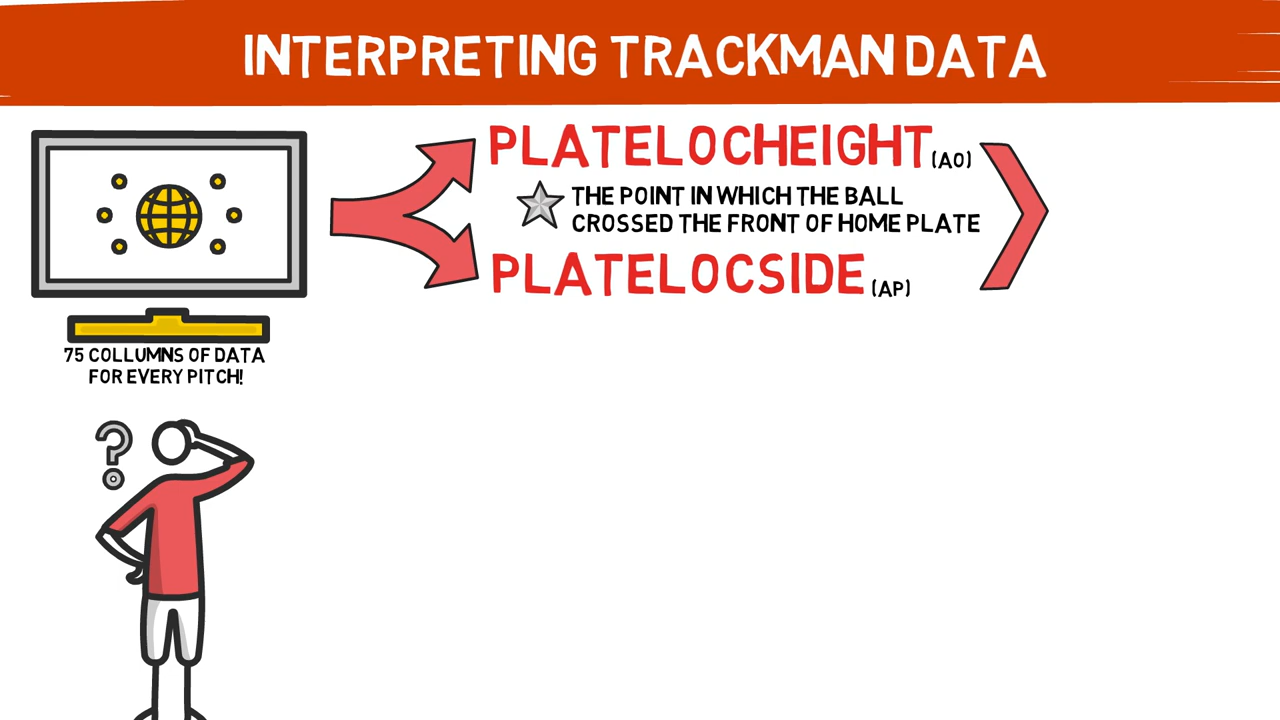 INTERPRETING TRACKMAN DATA
PLATELOCHEIGHT (AO)
THE POINT IN WHICH THE BALL
CROSSED THE FRONT OF HOME PLATE
PLATELOCSIDE (AP)
75 COLLUMNS OF DATA
FOR EVERY PITCH!
?